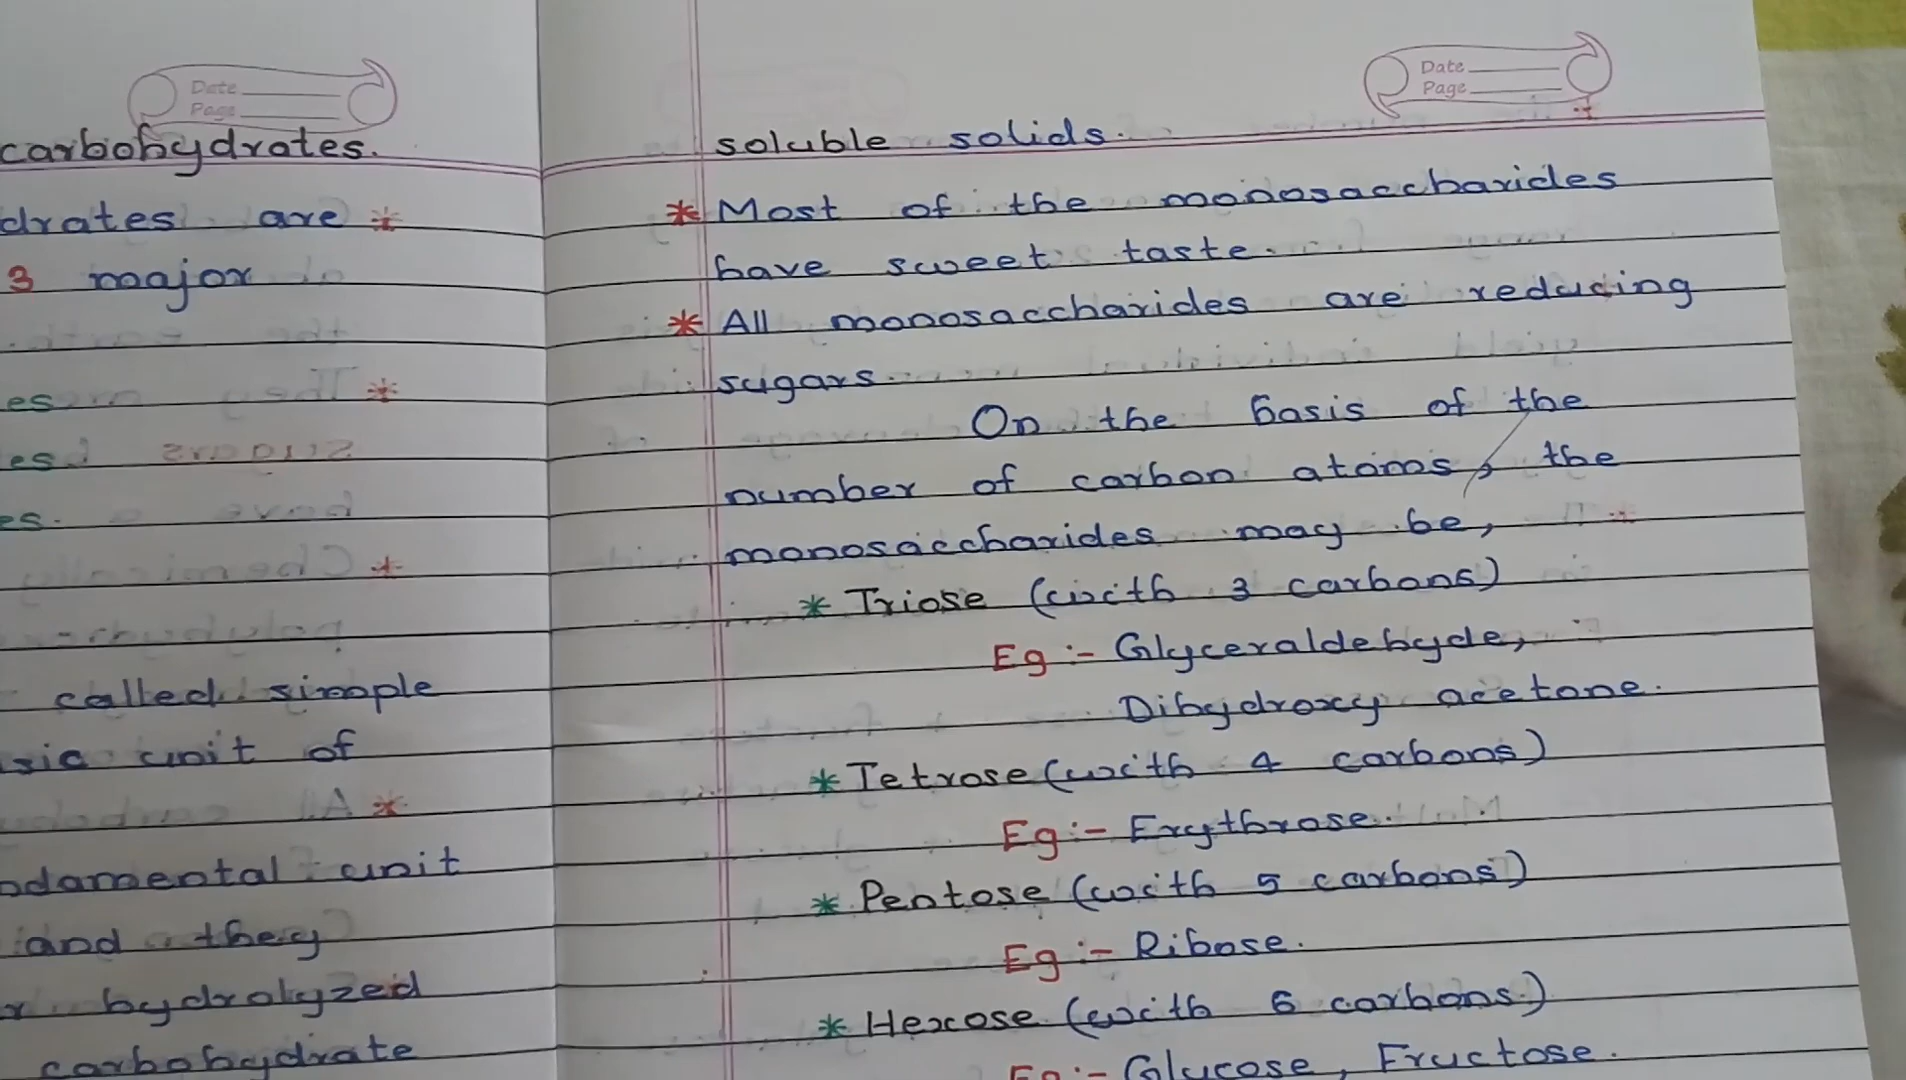 Date
Page
carbohydrates.
drates are *
3 major
es *
es.
es.
*
called simple
sic unit of
*
ndamental unit
and they
r hydrolyzed
carbohydrate
Date
Page
soluble solids.
* Most of the monosaccharides
have sweet taste.
* All monosaccharides are reducing
sugars.
On the basis of the
number of carbon atoms, the
monosaccharides may be,
* Triose (with 3 carbons)
Eg :- Glyceraldehyde,
Dihydroxy acetone.
* Tetrose (with 4 carbons)
Eg :- Erythrose.
* Pentose (with 5 carbons)
Eg :- Ribose.
* Hexose (with 6 carbons)
Eg :- Glucose, Fructose.